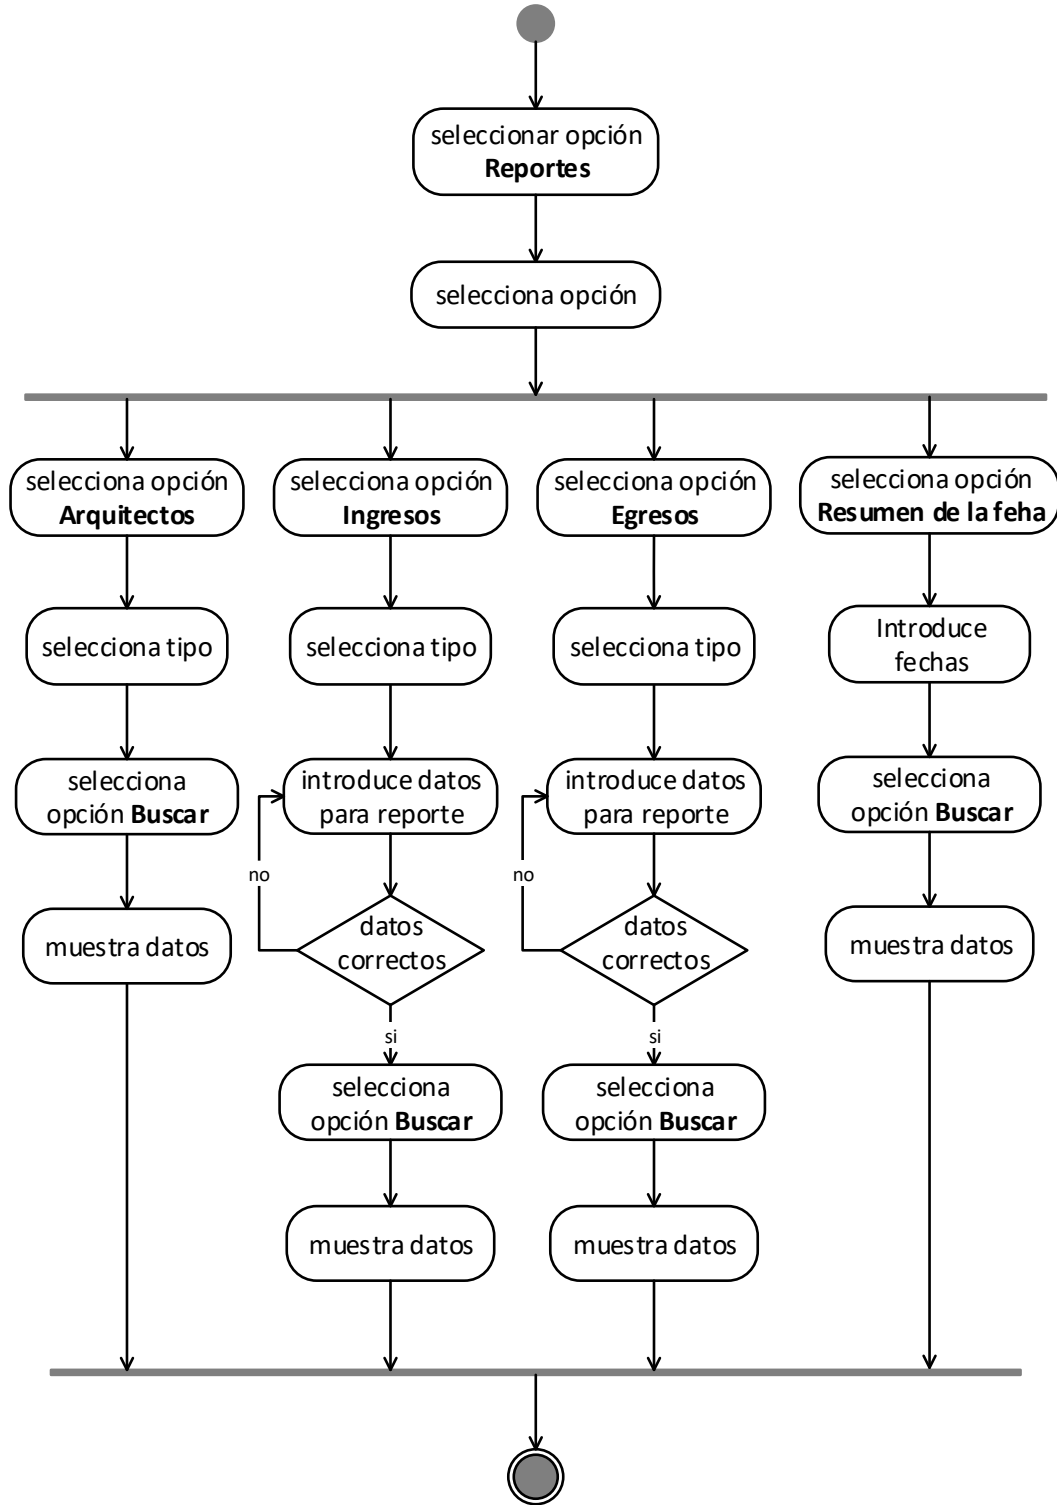 seleccionar opción
Reportes
selecciona opción
selecciona opción
Arquitectos
selecciona opción
Ingresos
selecciona opción
Egresos
selecciona opción
Resumen de la feha
selecciona tipo
selecciona tipo
selecciona tipo
Introduce
fechas
selecciona
opción Buscar
introduce datos
para reporte
introduce datos
para reporte
selecciona
opción Buscar
no
no
muestra datos
datos
correctos
datos
correctos
muestra datos
si
si
selecciona
opción Buscar
selecciona
opción Buscar
muestra datos
muestra datos